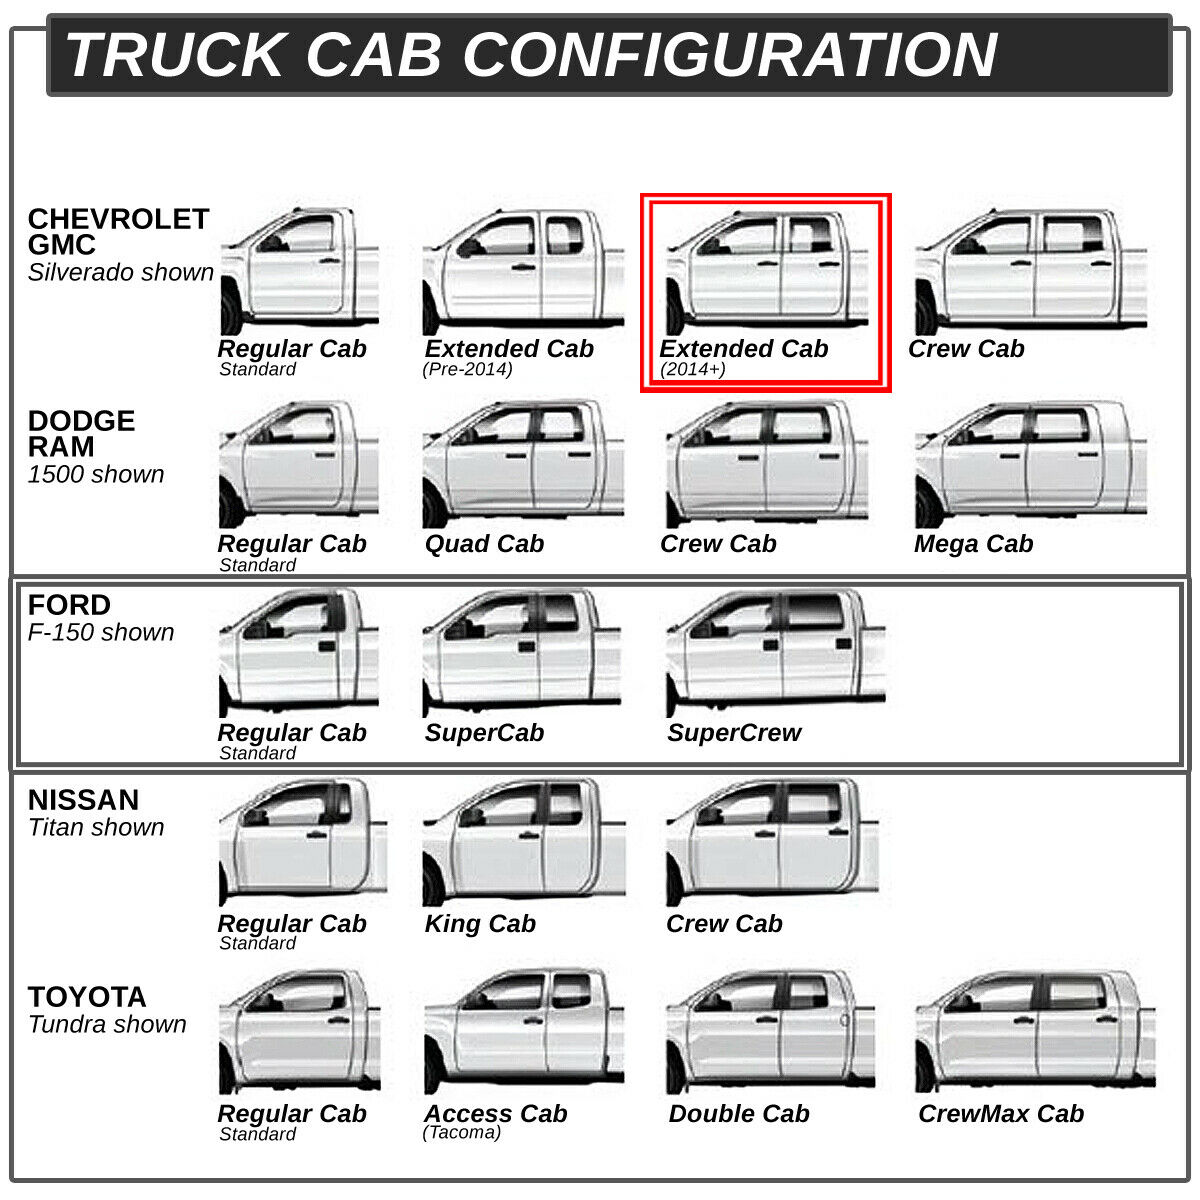 TRUCK CAB CONFIGURATION
CHEVROLET
GMC
Silverado shown
Regular Cab
Standard
Extended Cab
(Pre-2014)
Extended Cab
(2014+)
Crew Cab
DODGE
RAM
1500 shown
Regular Cab
Standard
Quad Cab
Crew Cab
Mega Cab
FORD
F-150 shown
Regular Cab
Standard
SuperCab
SuperCrew
NISSAN
Titan shown
Regular Cab
Standard
King Cab
Crew Cab
TOYOTA
Tundra shown
Regular Cab
Standard
Access Cab
(Tacoma)
Double Cab
CrewMax Cab